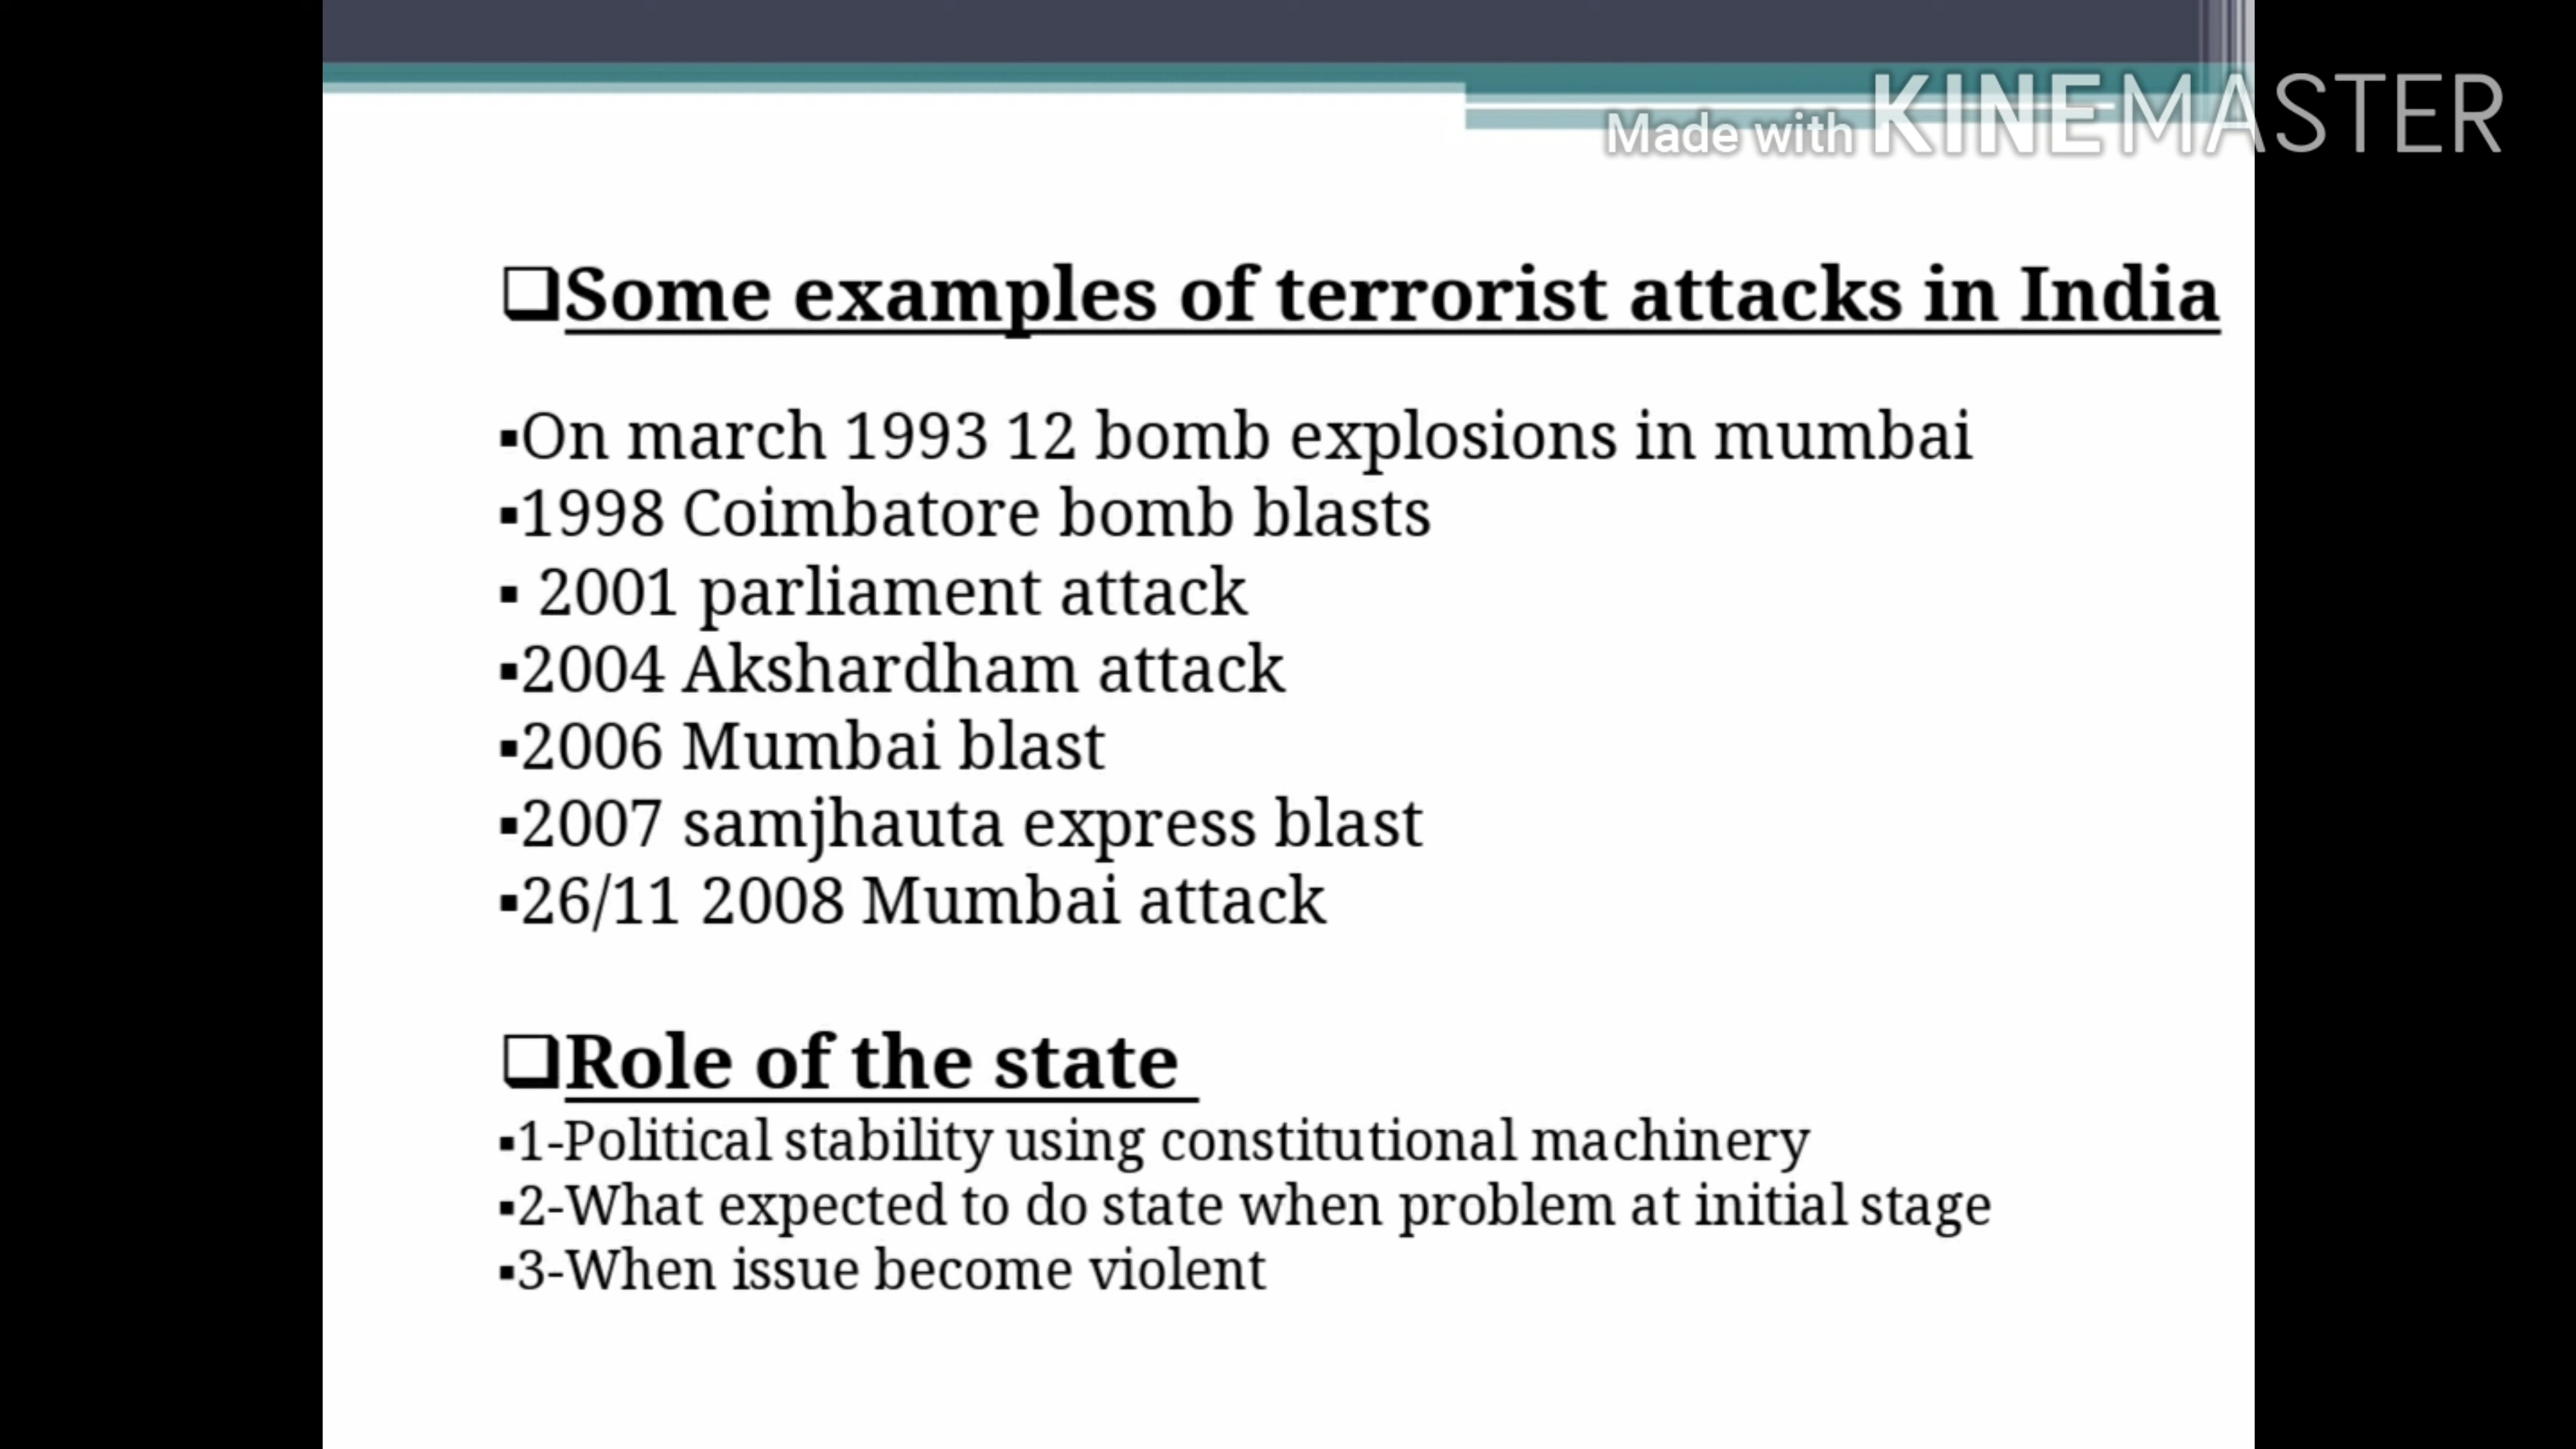 Made with KINEMASTER
❑Some examples of terrorist attacks in India
▪On march 1993 12 bomb explosions in mumbai
▪1998 Coimbatore bomb blasts
▪ 2001 parliament attack
▪2004 Akshardham attack
▪2006 Mumbai blast
▪2007 samjhauta express blast
▪26/11 2008 Mumbai attack
❑Role of the state
▪1-Political stability using constitutional machinery
▪2-What expected to do state when problem at initial stage
▪3-When issue become violent